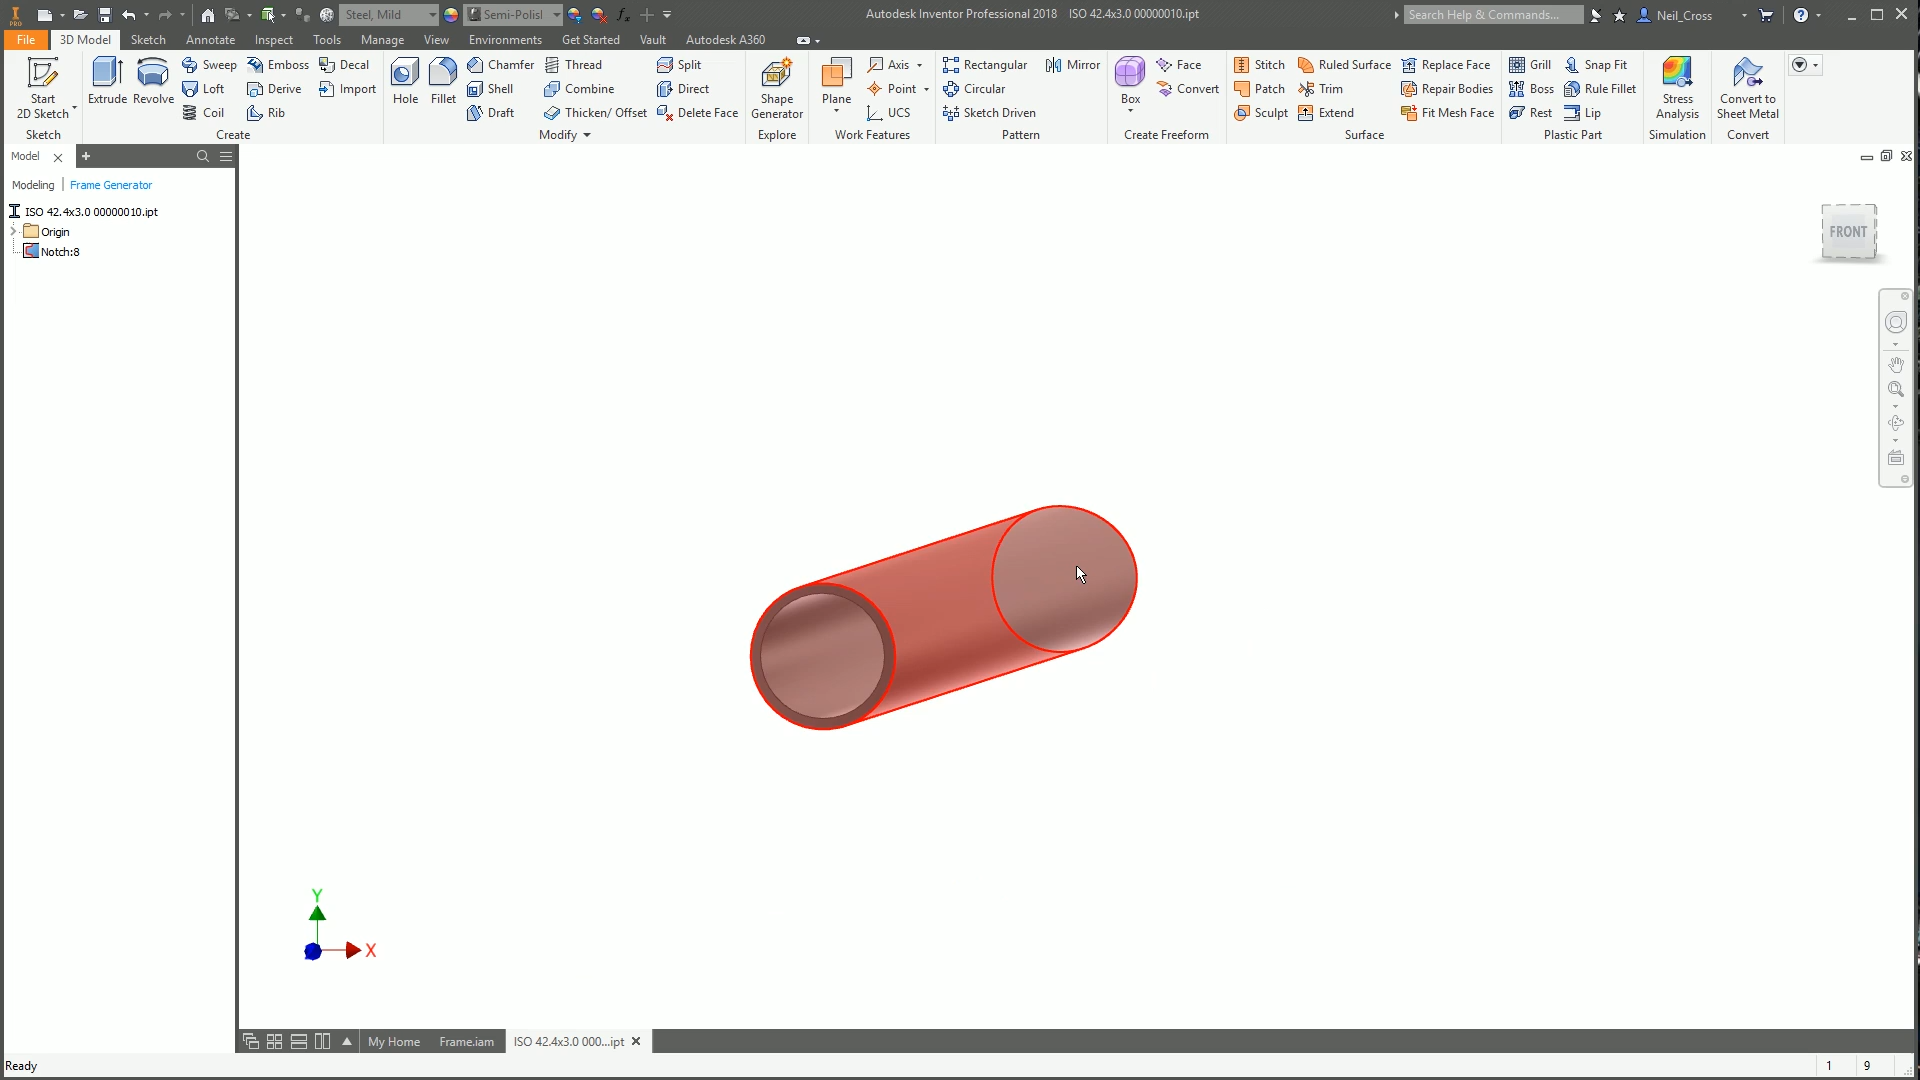 Steel, Mild
Semi-Polisl
fx
Autodesk Inventor Professional 2018 ISO 42.4x3.0 00000010.ipt
Search Help & Commands...
Neil_Cross
PRO
File
3D Model
Sketch
Annotate
Inspect
Tools
Manage
View
Environments
Get Started
Vault
Autodesk A360
Start
2D Sketch
Sketch
Extrude
Revolve
Sweep
Loft
Coil
Emboss
Derive
Rib
Decal
Import
Create
Hole
Fillet
Chamfer
Shell
Draft
Thread
Combine
Thicken/ Offset
Split
Direct
Delete Face
Modify
Shape
Generator
Explore
Plane
Axis
Point
UCS
Work Features
Rectangular
Circular
Sketch Driven
Mirror
Pattern
Box
Face
Convert
Create Freeform
Stitch
Patch
Sculpt
Ruled Surface
Trim
Extend
Replace Face
Repair Bodies
Fit Mesh Face
Surface
Grill
Boss
Rest
Snap Fit
Rule Fillet
Lip
Plastic Part
Stress
Analysis
Simulation
Convert to
Sheet Metal
Convert
Model
Modeling
Frame Generator
ISO 42.4x3.0 00000010.ipt
Origin
Notch:8
FRONT
Y
X
My Home
Frame.iam
ISO 42.4x3.0 000...ipt
Ready
1
9